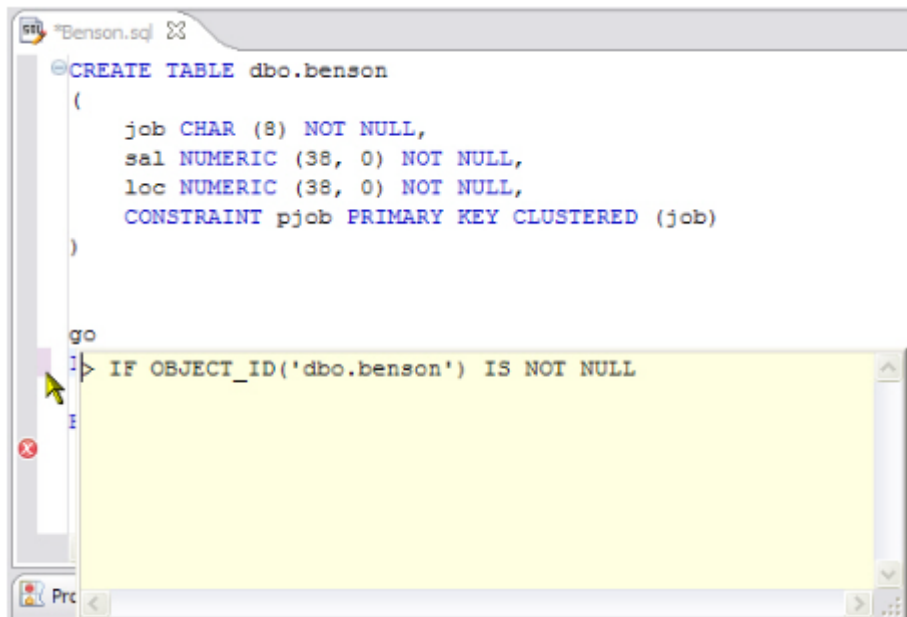 *Benson.sql
CREATE TABLE dbo.benson
(
job CHAR (8) NOT NULL,
sal NUMERIC (38, 0) NOT NULL,
loc NUMERIC (38, 0) NOT NULL,
CONSTRAINT pjob PRIMARY KEY CLUSTERED (job)
)
go
> IF OBJECT_ID('dbo.benson') IS NOT NULL